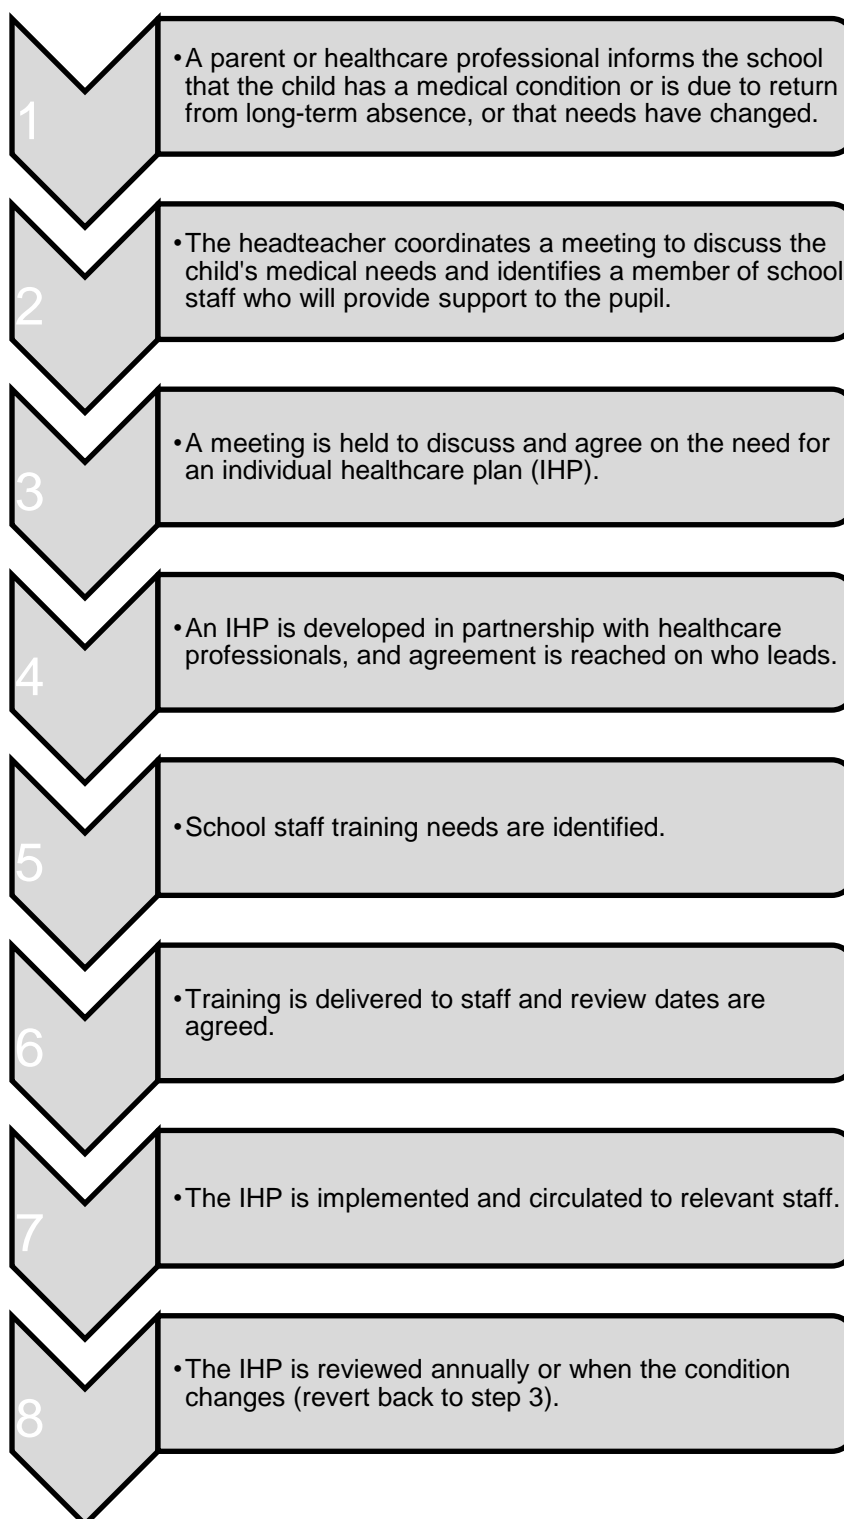 1
•A parent or healthcare professional informs the school
that the child has a medical condition or is due to return
from long-term absence, or that needs have changed.
2
•The headteacher coordinates a meeting to discuss the
child's medical needs and identifies a member of school
staff who will provide support to the pupil.
3
•A meeting is held to discuss and agree on the need for
an individual healthcare plan (IHP).
4
•An IHP is developed in partnership with healthcare
professionals, and agreement is reached on who leads.
5
•School staff training needs are identified.
6
•Training is delivered to staff and review dates are
agreed.
7
•The IHP is implemented and circulated to relevant staff.
8
•The IHP is reviewed annually or when the condition
changes (revert back to step 3).